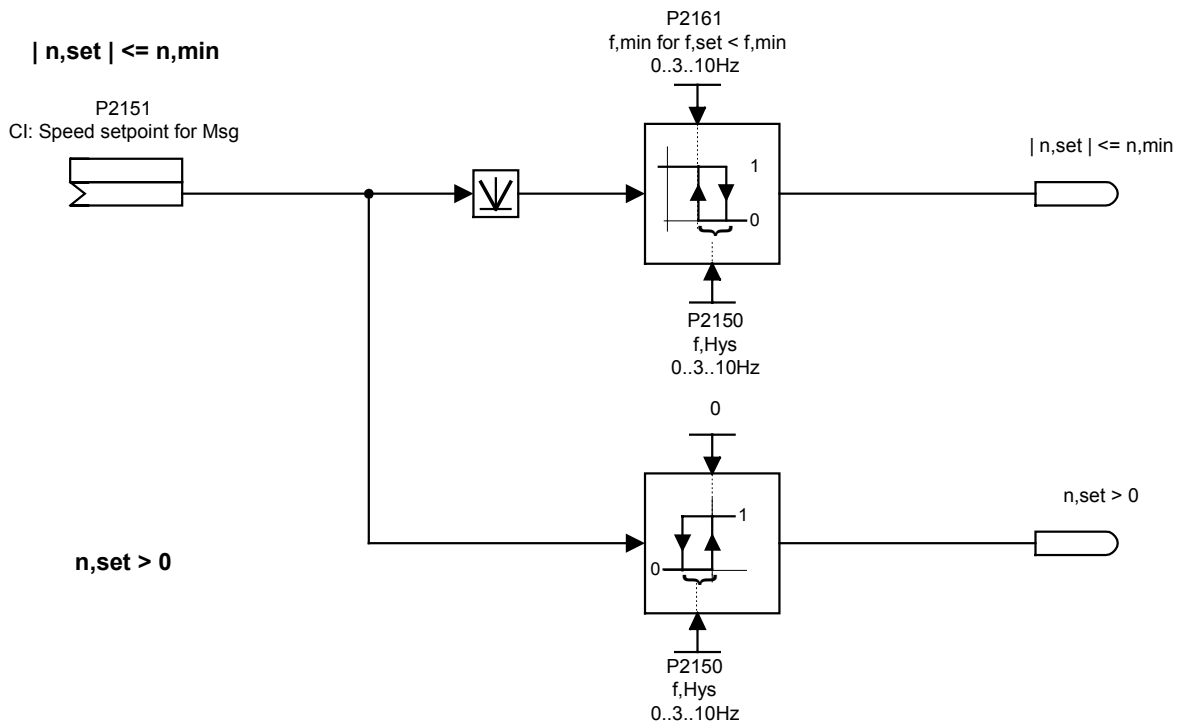 | n,set | <= n,min
P2151
CI: Speed setpoint for Msg
P2161
f,min for f,set < f,min
0..3..10Hz
1
0
| n,set | <= n,min
P2150
f,Hys
0..3..10Hz
n,set > 0
0
1
0
n,set > 0
P2150
f,Hys
0..3..10Hz